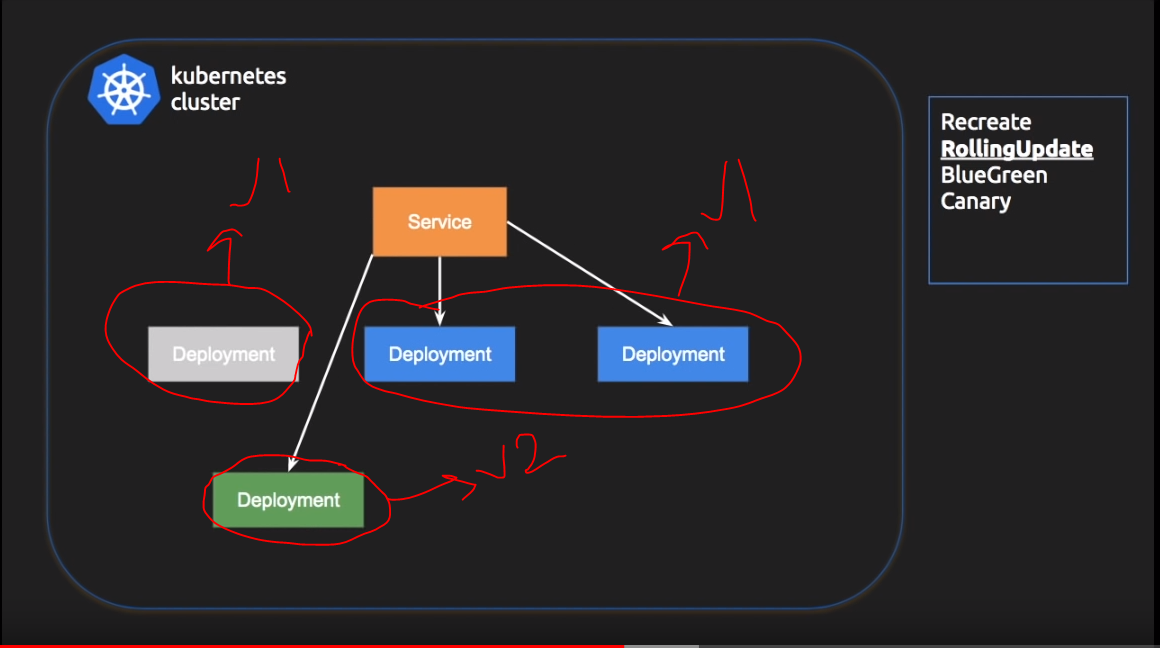 kubernetes
cluster
Recreate
RollingUpdate
BlueGreen
Canary
v1
v1
Service
Deployment
Deployment
Deployment
v2
Deployment